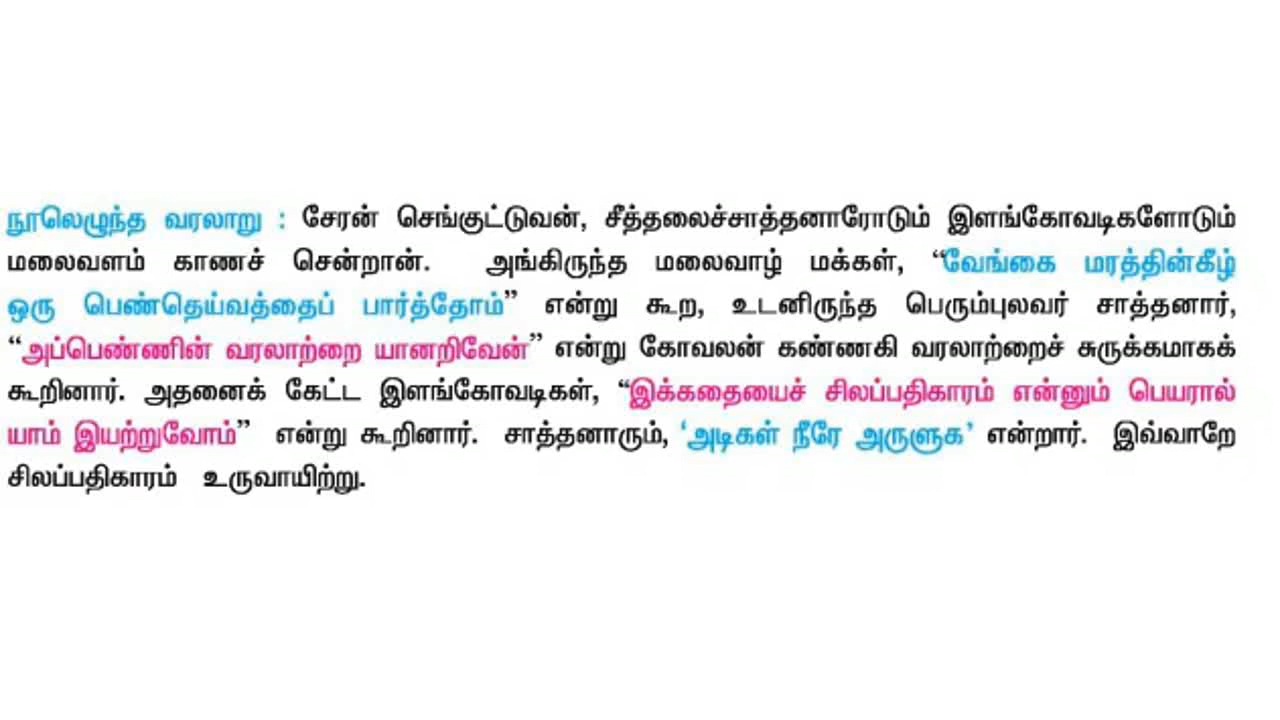 நூலெழுந்த வரலாறு : சேரன் செங்குட்டுவன், சீத்தலைச்சாத்தனாரோடும் இளங்கோவடிகளோடும்
மலைவளம் காணச் சென்றான். அங்கிருந்த மலைவாழ் மக்கள், “வேங்கை மரத்தின்கீழ்
ஒரு பெண்தெய்வத்தைப் பார்த்தோம்” என்று கூற, உடனிருந்த பெரும்புலவர் சாத்தனார்,
“அப்பெண்ணின் வரலாற்றை யானறிவேன்” என்று கோவலன் கண்ணகி வரலாற்றைச் சுருக்கமாகக்
கூறினார். அதனைக் கேட்ட இளங்கோவடிகள், “இக்கதையைச் சிலப்பதிகாரம் என்னும் பெயரால்
யாம் இயற்றுவோம்” என்று கூறினார். சாத்தனாரும், ‘அடிகள் நீரே அருளுக’ என்றார். இவ்வாறே
சிலப்பதிகாரம் உருவாயிற்று.